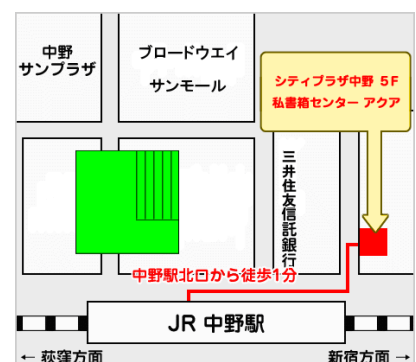 中野
サンプラザ
ブロードウエイ
サンモール
シティプラザ中野 5F
私書箱センター アクア
三井住友信託銀行
中野駅北口から徒歩1分
JR 中野駅
← 荻窪方面
新宿方面 →